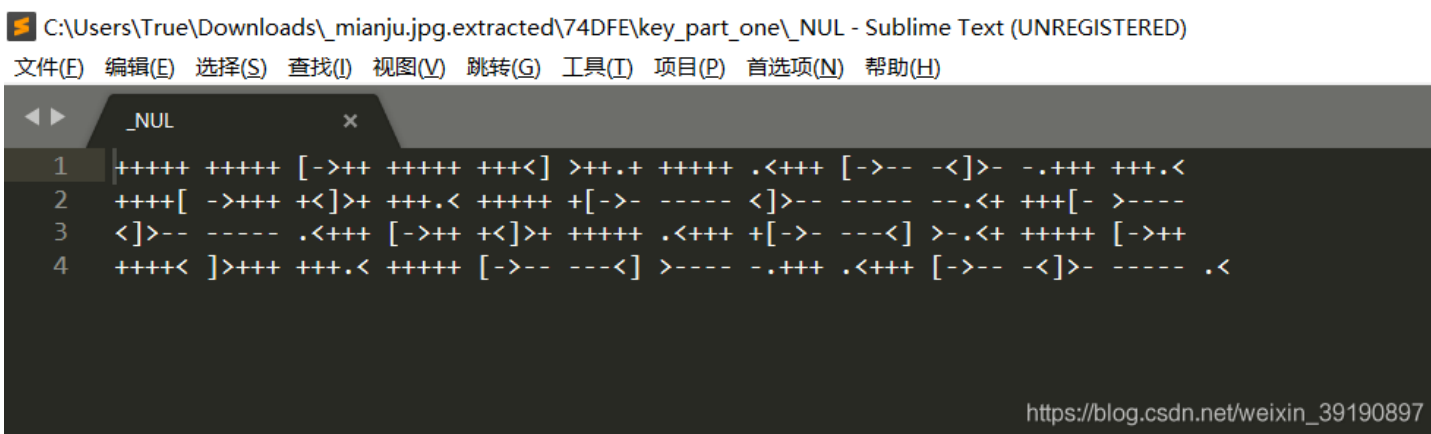 C:\Users\True\Downloads\_mianju.jpg.extracted\74DFE\key_part_one\_NUL - Sublime Text (UNREGISTERED)
文件(F) 编辑(E) 选择(S) 查找(I) 视图(V) 跳转(G) 工具(T) 项目(P) 首选项(N) 帮助(H)
_NUL ×
1 +++++ +++++ [->++ +++++ +++<] >++.+ +++++ .<+++ [->-- -<]>- -.+++ +++.<
2 ++++[ ->+++ +<]>+ +++.< +++++ +[->- ----- <]>-- ----- --.<+ +++[- >----
3 <]>-- ----- .<+++ [->++ +<]>+ +++++ .<+++ +[->- ---<] >-.<+ +++++ [->++
4 ++++< ]>+++ +++.< +++++ [->-- ---<] >---- -.+++ .<+++ [->-- -<]>- ----- .<
https://blog.csdn.net/weixin_39190897